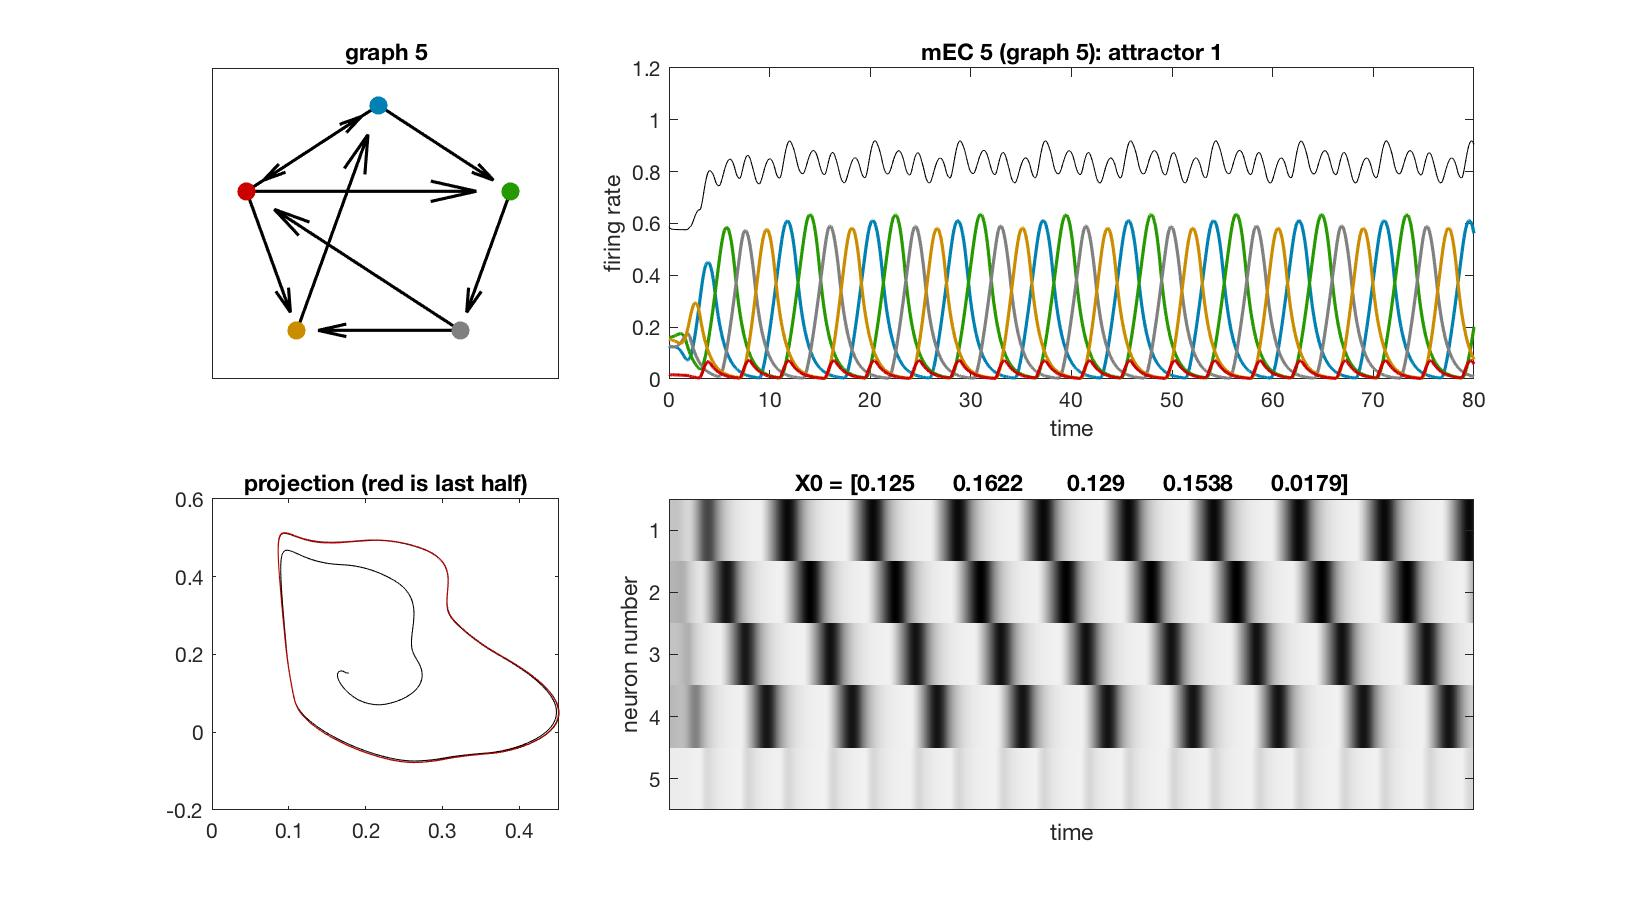 graph 5
mEC 5 (graph 5): attractor 1
1.2
1
0.8
0.6
0.4
0.2
0
firing rate
0 10 20 30 40 50 60 70 80
time
projection (red is last half)
0.6
0.4
0.2
0
-0.2
0 0.1 0.2 0.3 0.4
X0 = [0.125 0.1622 0.129 0.1538 0.0179]
1
2
3
4
5
neuron number
time